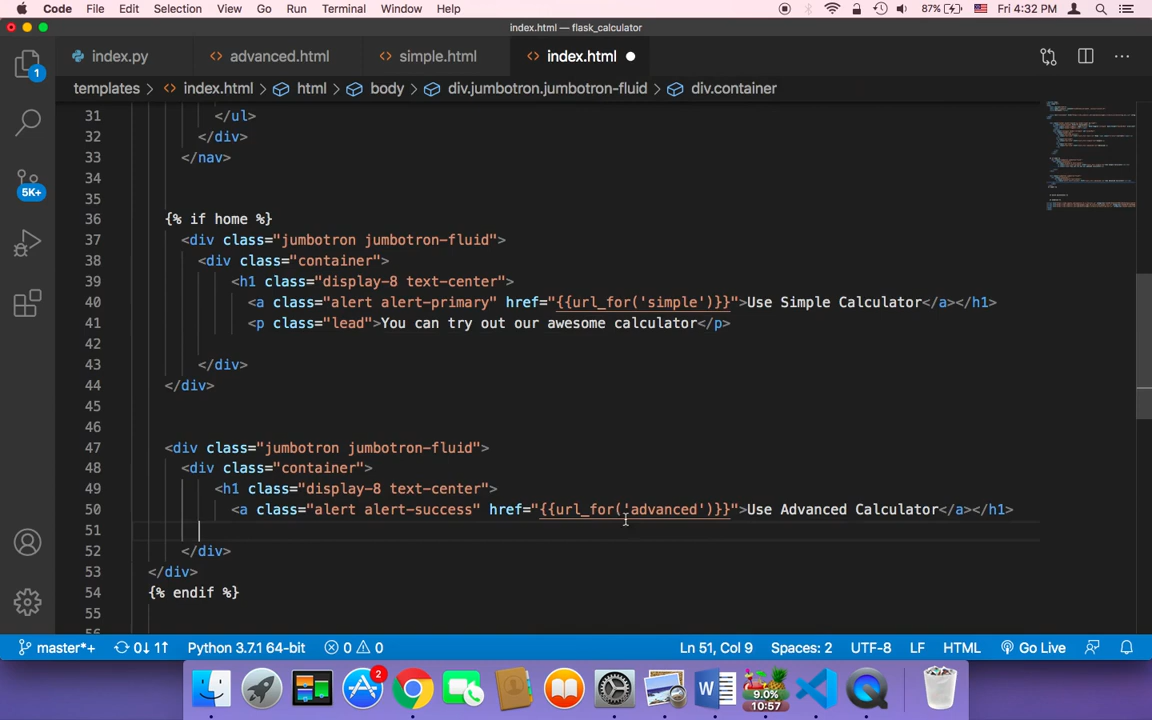 Code File Edit Selection View Go Run Terminal Window Help 87% Fri 4:32 PM
index.html — flask_calculator
index.py advanced.html simple.html index.html
templates > index.html > html > body > div.jumbotron.jumbotron-fluid > div.container
1
5K+
31 </ul>
32 </div>
33 </nav>
34
35
36 {% if home %}
37 <div class="jumbotron jumbotron-fluid">
38 <div class="container">
39 <h1 class="display-8 text-center">
40 <a class="alert alert-primary" href="{{url_for('simple')}}">Use Simple Calculator</a></h1>
41 <p class="lead">You can try out our awesome calculator</p>
42
43 </div>
44 </div>
45
46
47 <div class="jumbotron jumbotron-fluid">
48 <div class="container">
49 <h1 class="display-8 text-center">
50 <a class="alert alert-success" href="{{url_for('advanced')}}">Use Advanced Calculator</a></h1>
51
52 </div>
53 </div>
54 {% endif %}
55
master*+ 0↓ 1↑ Python 3.7.1 64-bit 0 0 Ln 51, Col 9 Spaces: 2 UTF-8 LF HTML Go Live
2
9.0%
10:57